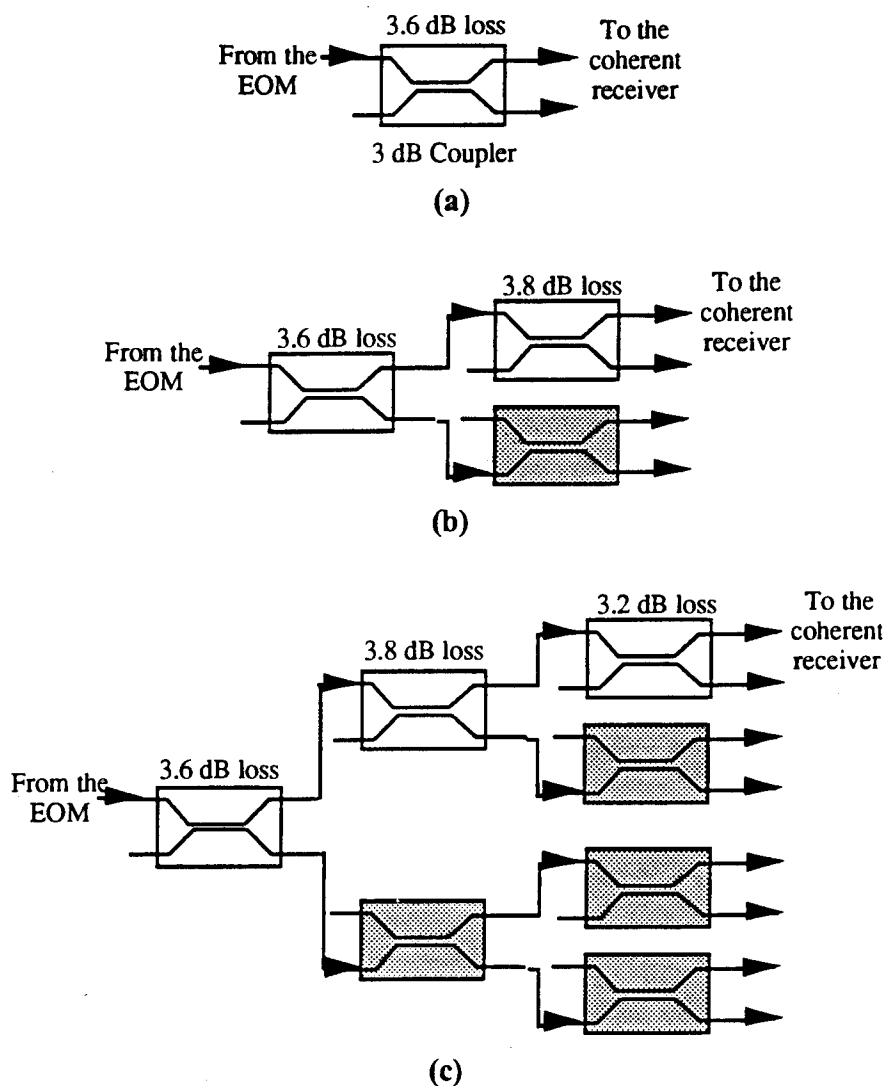 3.6 dB loss
From the
EOM
To the
coherent
receiver
3 dB Coupler
(a)
3.8 dB loss
To the
coherent
receiver
3.6 dB loss
From the
EOM
(b)
3.2 dB loss
To the
coherent
receiver
3.8 dB loss
3.6 dB loss
From the
EOM
(c)